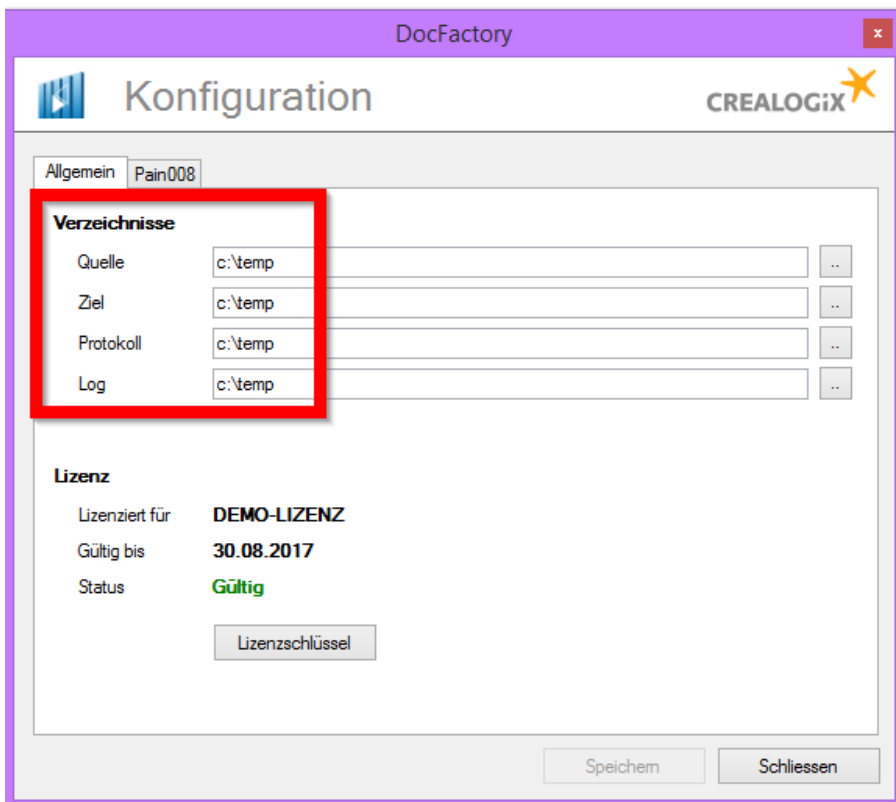 DocFactory
x
Konfiguration
CREALOGiX
Allgemein Pain008
Verzeichnisse
Quelle c:\temp ..
Ziel c:\temp ..
Protokoll c:\temp ..
Log c:\temp ..
Lizenz
Lizenziert für DEMO-LIZENZ
Gültig bis 30.08.2017
Status Gültig
Lizenzschlüssel
Speichern Schliessen